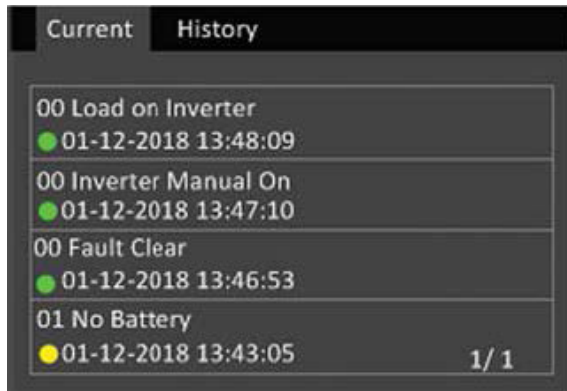 Current History
00 Load on Inverter
01-12-2018 13:48:09
00 Inverter Manual On
01-12-2018 13:47:10
00 Fault Clear
01-12-2018 13:46:53
01 No Battery
01-12-2018 13:43:05 1/ 1